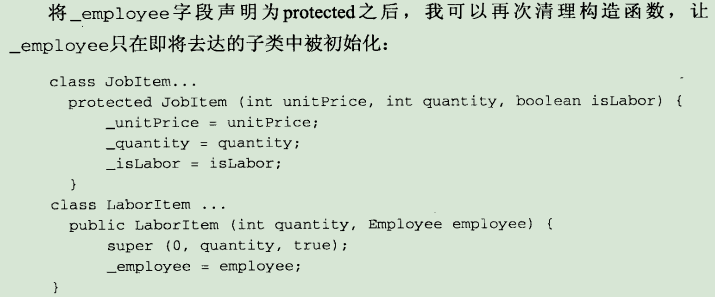 将_employee字段声明为protected之后，我可以再次清理构造函数，让
_employee只在即将去达的子类中被初始化：
class JobItem...
protected JobItem (int unitPrice, int quantity, boolean isLabor) {
_unitPrice = unitPrice;
_quantity = quantity;
_isLabor = isLabor;
}
class LaborItem ...
public LaborItem (int quantity, Employee employee) {
super (0, quantity, true);
_employee = employee;
}